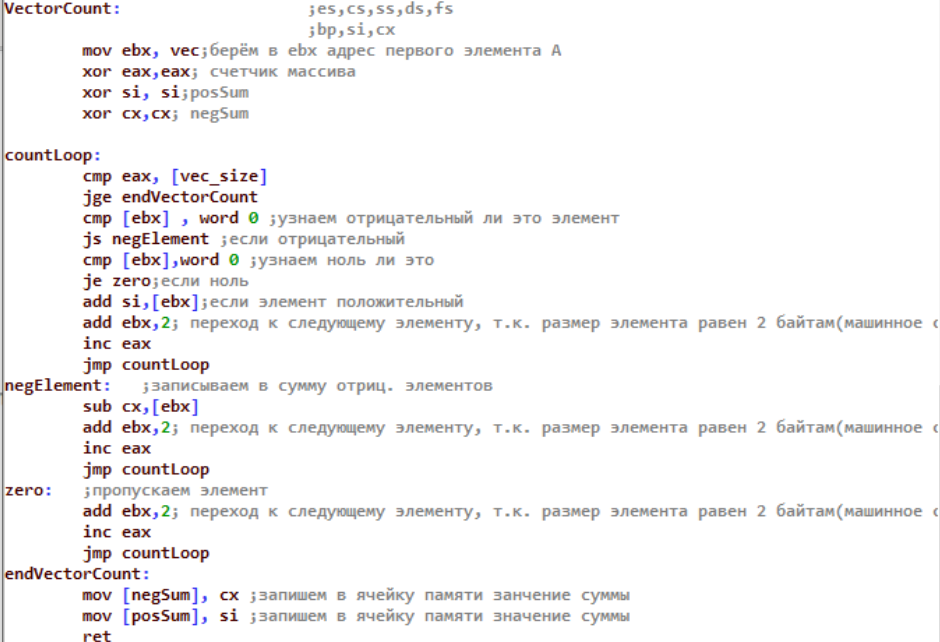 VectorCount: ;es,cs,ss,ds,fs
;bp,si,cx
mov ebx, vec;берём в ebx адрес первого элемента A
xor eax,eax; счетчик массива
xor si, si;posSum
xor cx,cx; negSum
countLoop:
cmp eax, [vec_size]
jge endVectorCount
cmp [ebx] , word 0 ;узнаем отрицательный ли это элемент
js negElement ;если отрицательный
cmp [ebx],word 0 ;узнаем ноль ли это
je zero;если ноль
add si,[ebx];если элемент положительный
add ebx,2; переход к следующему элементу, т.к. размер элемента равен 2 байтам(машинное
inc eax
jmp countLoop
negElement: ;записываем в сумму отриц. элементов
sub cx,[ebx]
add ebx,2; переход к следующему элементу, т.к. размер элемента равен 2 байтам(машинное
inc eax
jmp countLoop
zero: ;пропускаем элемент
add ebx,2; переход к следующему элементу, т.к. размер элемента равен 2 байтам(машинное
inc eax
jmp countLoop
endVectorCount:
mov [negSum], cx ;запишем в ячейку памяти занчение суммы
mov [posSum], si ;запишем в ячейку памяти значение суммы
ret